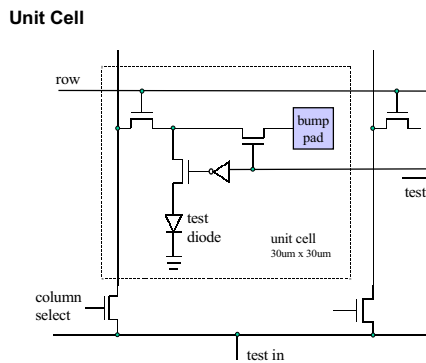 Unit Cell
row
bump
pad
test
test
diode
unit cell
30um x 30um
column
select
test in